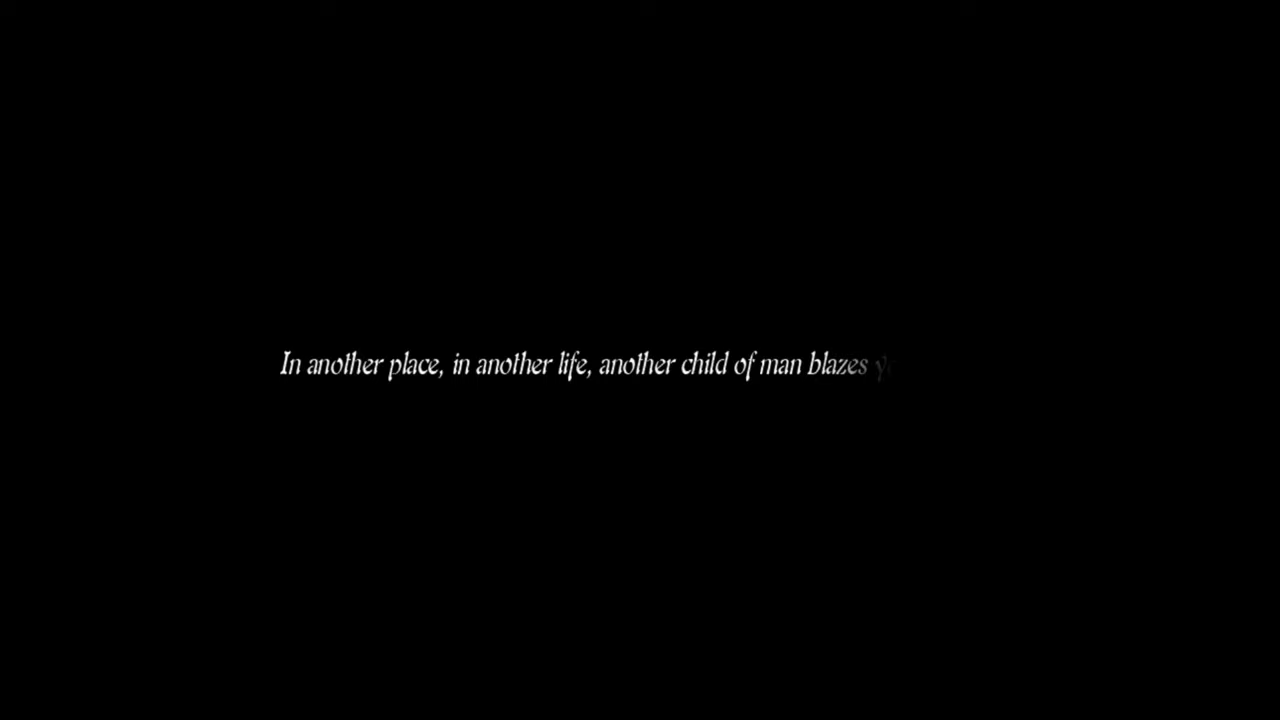 In another place, in another life, another child of man blazes